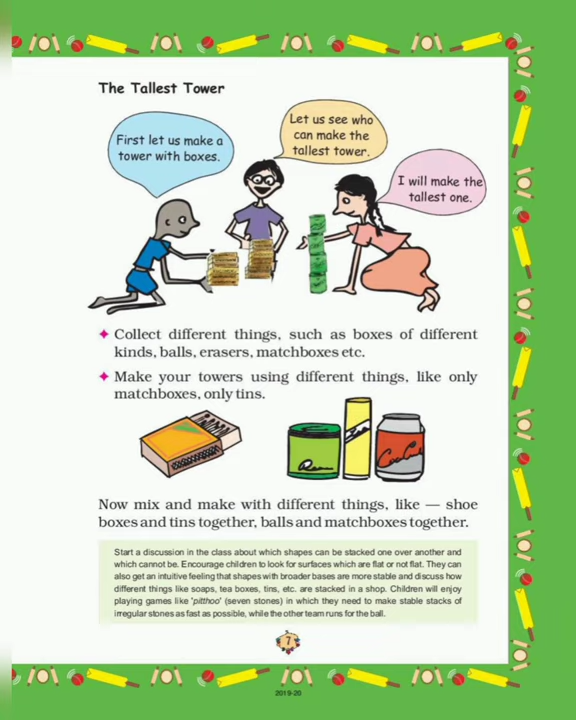 The Tallest Tower
First let us make a
tower with boxes.
Let us see who
can make the
tallest tower.
I will make the
tallest one.
Collect different things, such as boxes of different
kinds, balls, erasers, matchboxes etc.
Make your towers using different things, like only
matchboxes, only tins.
Now mix and make with different things, like — shoe
boxes and tins together, balls and matchboxes together.
Start a discussion in the class about which shapes can be stacked one over another and
which cannot be. Encourage children to look for surfaces which are flat or not flat. They can
also get an intuitive feeling that shapes with broader bases are more stable and discuss how
different things like soaps, tea boxes, tins, etc. are stacked in a shop. Children will enjoy
playing games like 'pitthoo' (seven stones) in which they need to make stable stacks of
irregular stones as fast as possible, while the other team runs for the ball.
7
2019-20